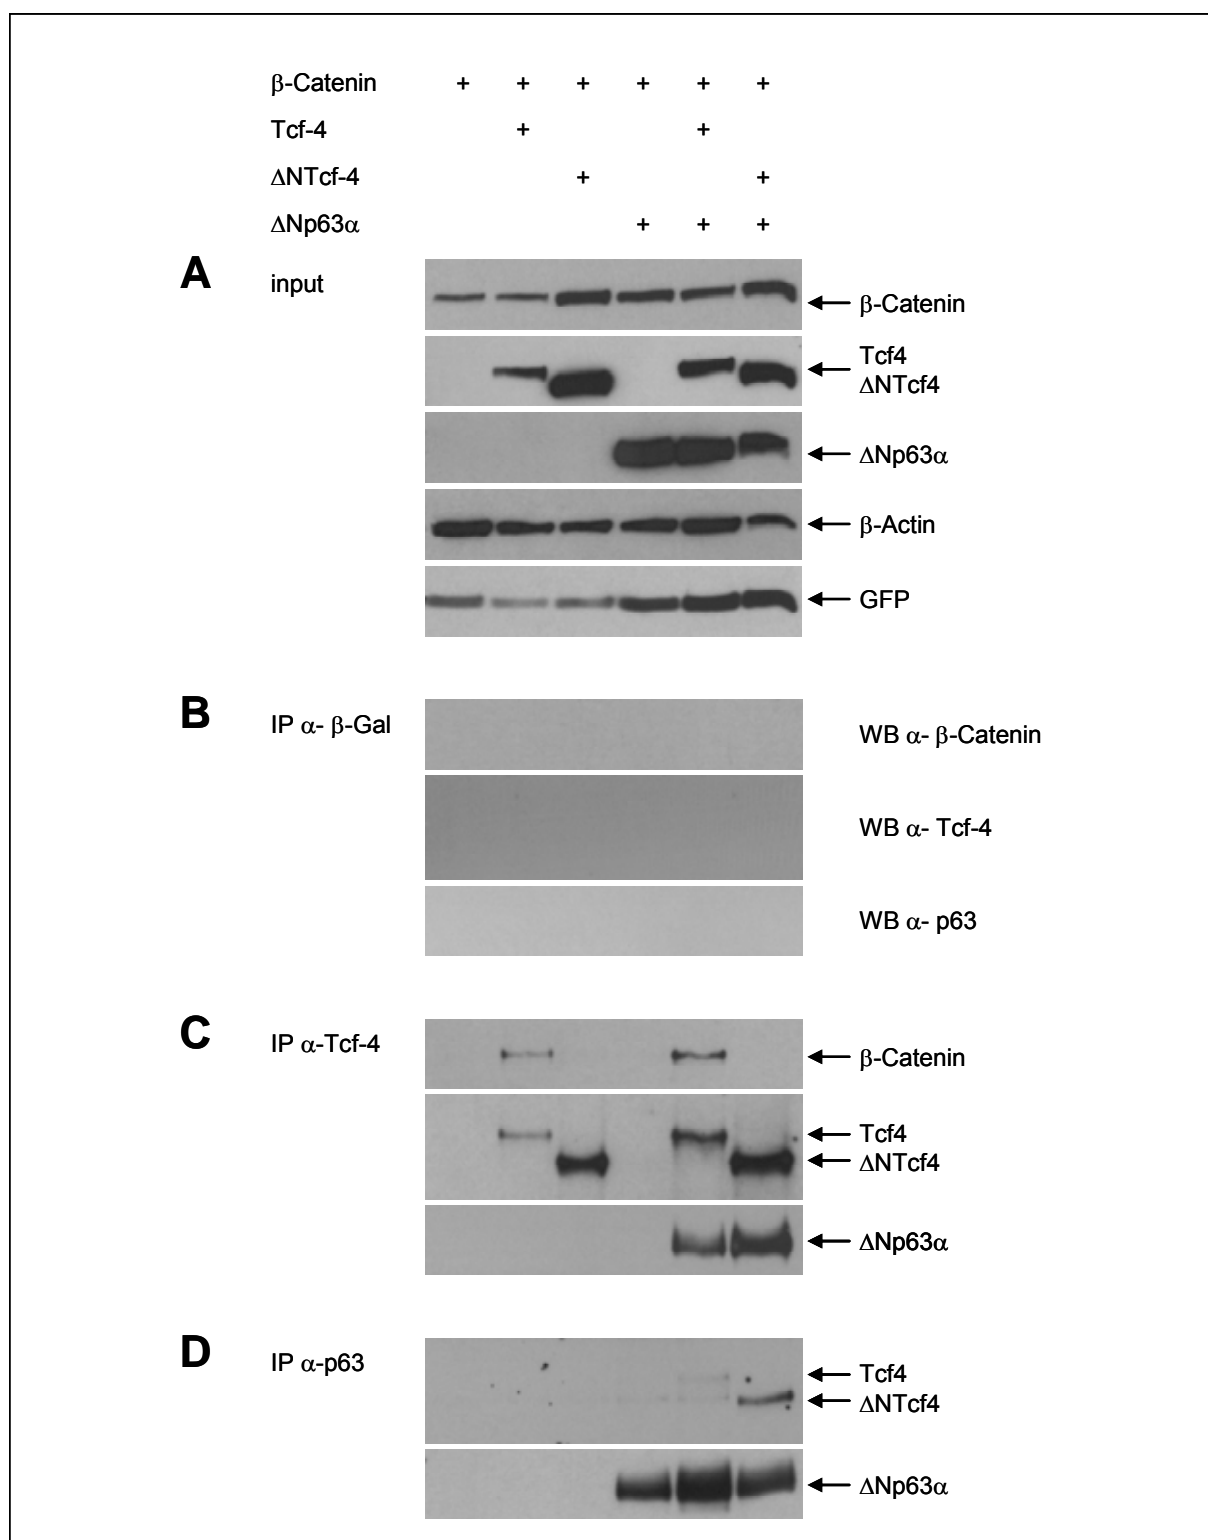 β-Catenin + + + + + +
Tcf-4 + +
ΔNTcf-4 + +
ΔNp63α + + +
A input
β-Catenin
Tcf4
ΔNTcf4
ΔNp63α
β-Actin
GFP
B IP α- β-Gal
WB α- β-Catenin
WB α- Tcf-4
WB α- p63
C IP α-Tcf-4
β-Catenin
Tcf4
ΔNTcf4
ΔNp63α
D IP α-p63
Tcf4
ΔNTcf4
ΔNp63α